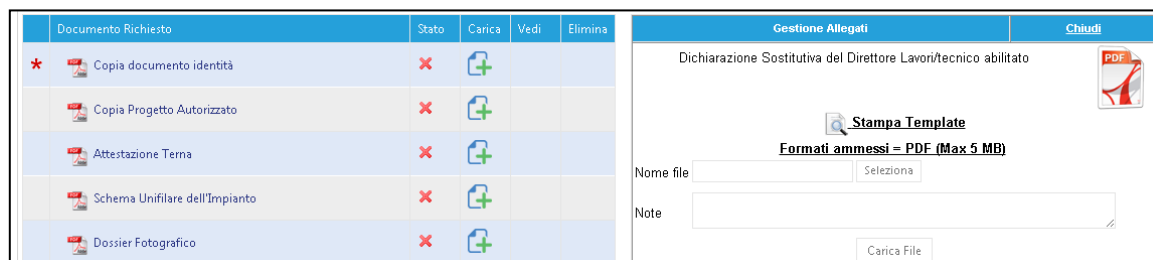 Documento Richiesto Stato Carica Vedi Elimina
* Copia documento identità
Copia Progetto Autorizzato
Attestazione Terna
Schema Unifilare dell'Impianto
Dossier Fotografico
Gestione Allegati Chiudi
Dichiarazione Sostitutiva del Direttore Lavori/tecnico abilitato
PDF
Stampa Template
Formati ammessi = PDF (Max 5 MB)
Nome file Seleziona
Note
Carica File